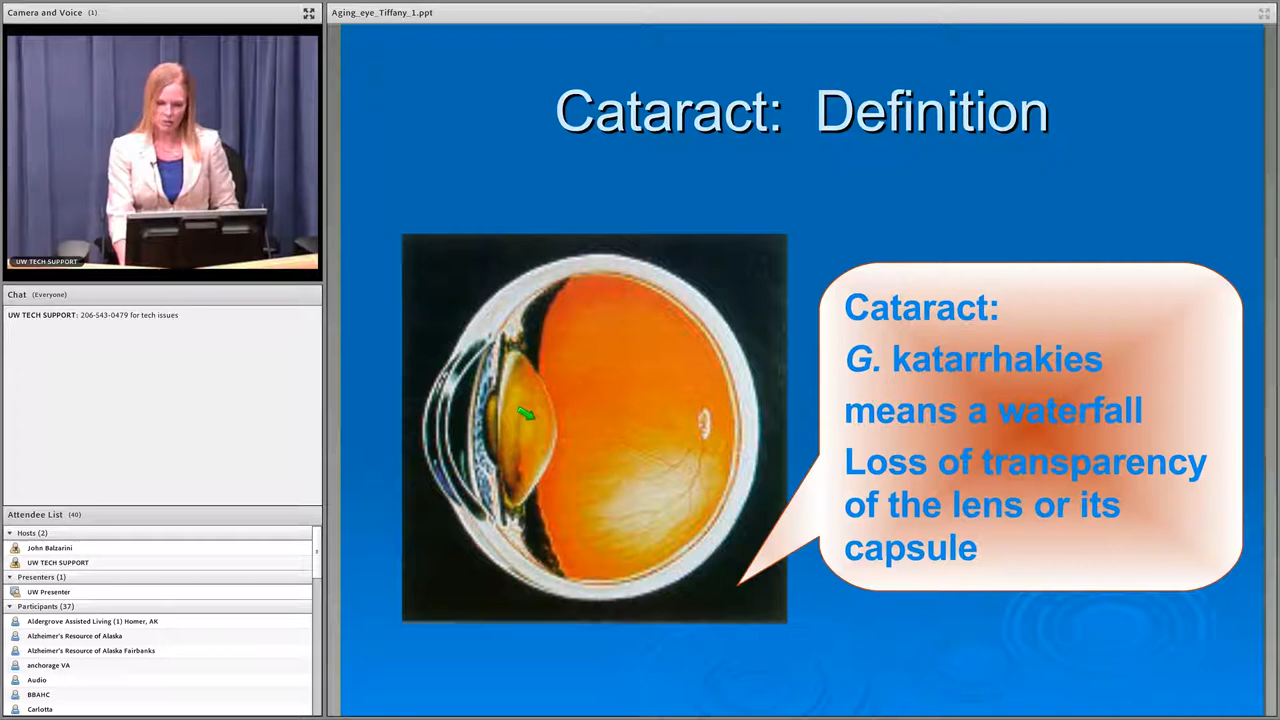 Camera and Voice (1)
UW TECH SUPPORT
Chat (Everyone)
UW TECH SUPPORT: 206-543-0479 for tech issues
Attendee List (40)
Hosts (2)
John Balzarini
UW TECH SUPPORT
Presenters (1)
UW Presenter
Participants (37)
Aldergrove Assisted Living (1) Homer, AK
Alzheimer's Resource of Alaska
Alzheimer's Resource of Alaska Fairbanks
anchorage VA
Audio
BBAHC
Carlotta
Aging_eye_Tiffany_1.ppt
Cataract: Definition
Cataract:
G. katarrhakies
means a waterfall
Loss of transparency
of the lens or its
capsule